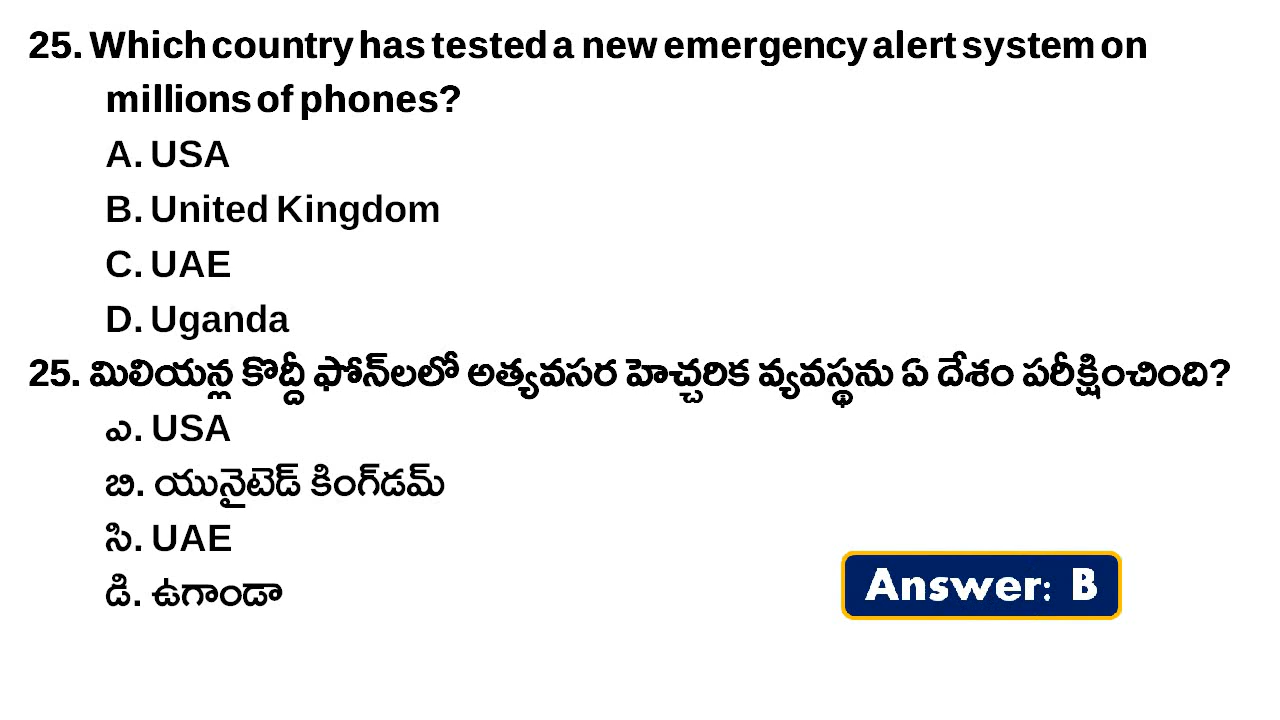 25. Which country has tested a new emergency alert system on
millions of phones?
A. USA
B. United Kingdom
C. UAE
D. Uganda
25. మిలియన్ల కొద్దీ ఫోన్‌లలో అత్యవసర హెచ్చరిక వ్యవస్థను ఏ దేశం పరీక్షించింది?
ఎ. USA
బి. యునైటెడ్ కింగ్‌డమ్
సి. UAE
డి. ఉగాండా
Answer: B